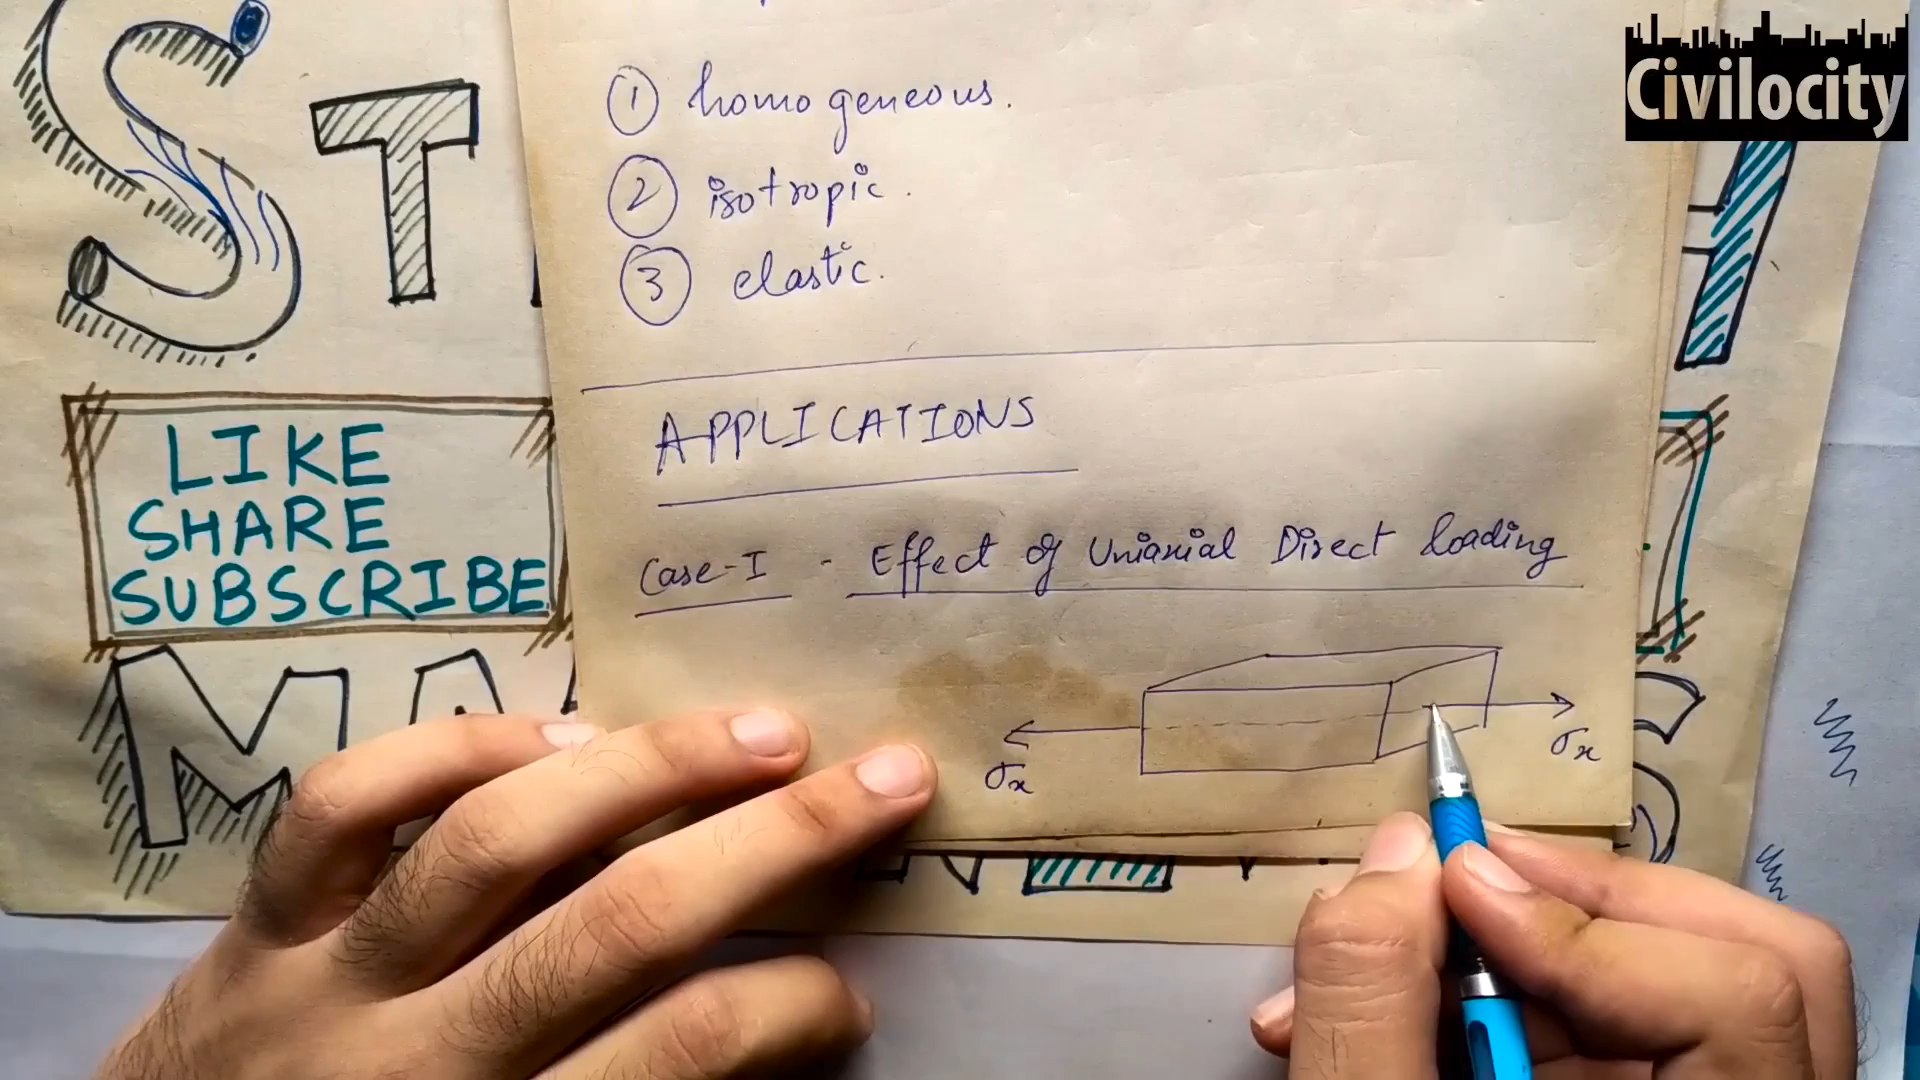 Civilocity
ST
① homogeneous.
② isotropic.
③ elastic.
APPLICATIONS
LIKE
SHARE
SUBSCRIBE
Case-I - Effect of Uniaxial Direct loading
σx
σx